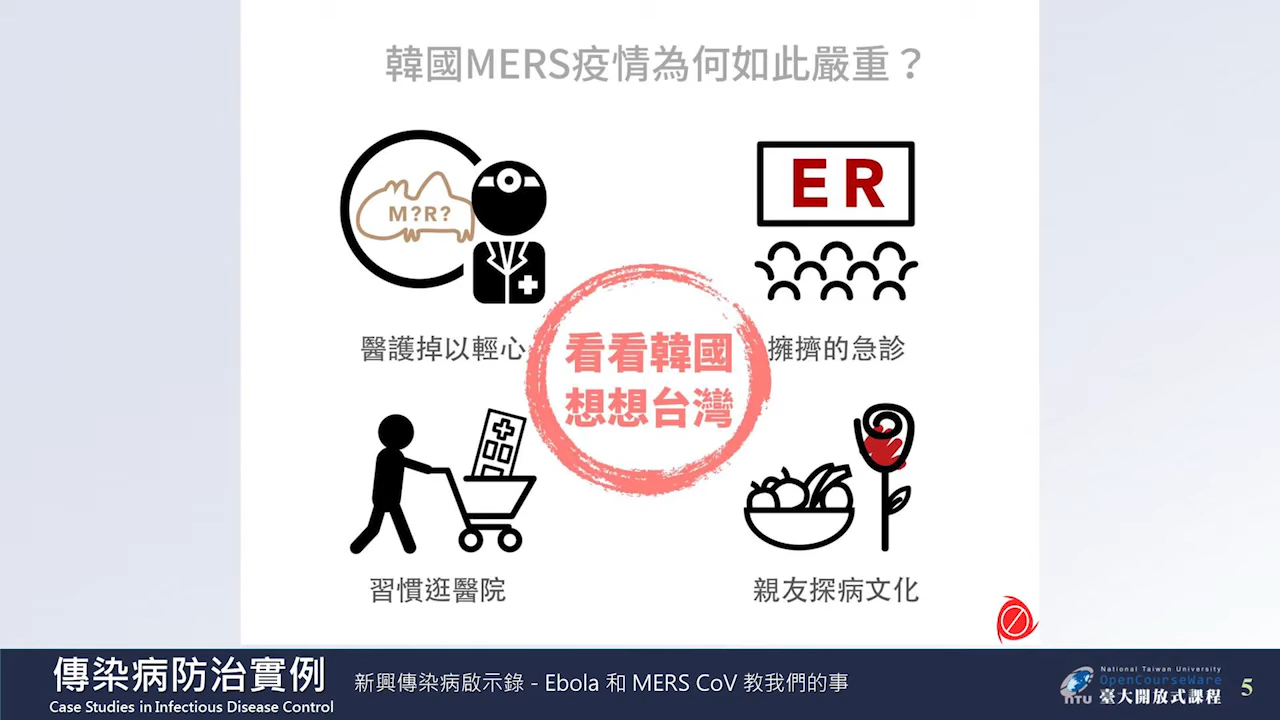 韓國MERS疫情為何如此嚴重？
M?R?
ER
醫護掉以輕心
擁擠的急診
看看韓國
想想台灣
習慣逛醫院
親友探病文化
傳染病防治實例
Case Studies in Infectious Disease Control
新興傳染病啟示錄 - Ebola 和 MERS CoV 教我們的事
National Taiwan University
OpenCourseWare
NTU 臺大開放式課程
5